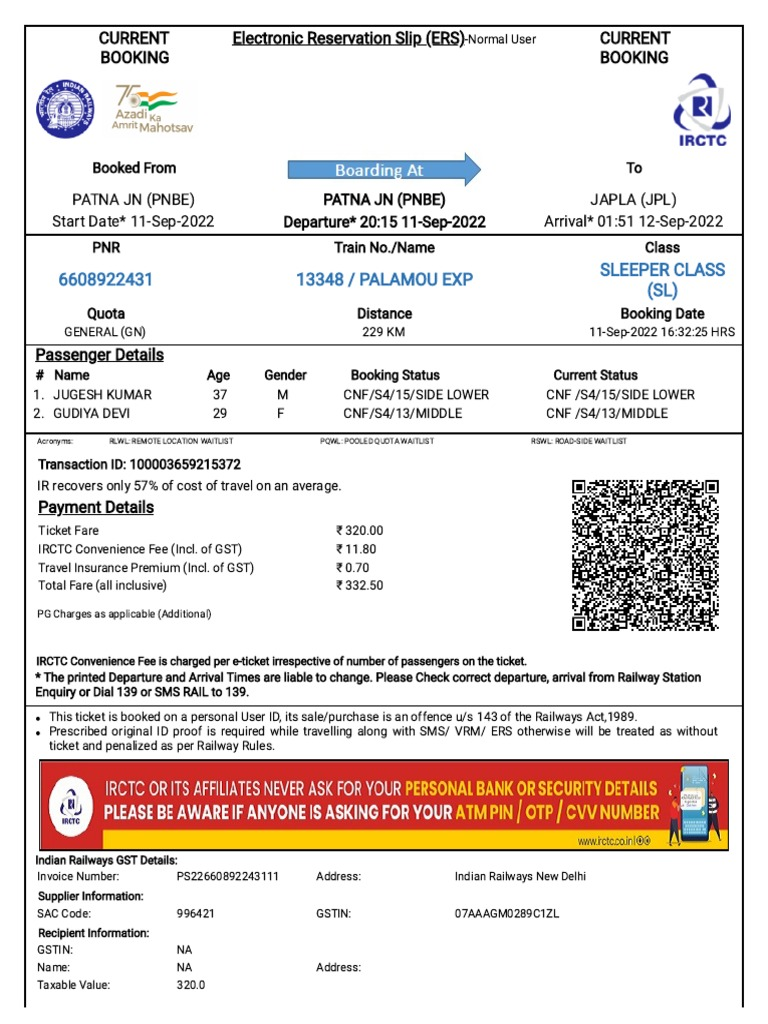 CURRENT BOOKING
Electronic Reservation Slip (ERS)-Normal User
CURRENT BOOKING
INDIAN RAILWAYS
75
Azadi Ka
Amrit Mahotsav
IRCTC
Booked From
Boarding At
To
PATNA JN (PNBE)
PATNA JN (PNBE)
JAPLA (JPL)
Start Date* 11-Sep-2022
Departure* 20:15 11-Sep-2022
Arrival* 01:51 12-Sep-2022
PNR
Train No./Name
Class
6608922431
13348 / PALAMOU EXP
SLEEPER CLASS
(SL)
Quota
Distance
Booking Date
GENERAL (GN)
229 KM
11-Sep-2022 16:32:25 HRS
Passenger Details
# Name Age Gender Booking Status Current Status
1. JUGESH KUMAR 37 M CNF/S4/15/SIDE LOWER CNF /S4/15/SIDE LOWER
2. GUDIYA DEVI 29 F CNF/S4/13/MIDDLE CNF /S4/13/MIDDLE
Acronyms: RLWL: REMOTE LOCATION WAITLIST PQWL: POOLED QUOTA WAITLIST RSWL: ROAD-SIDE WAITLIST
Transaction ID: 100003659215372
IR recovers only 57% of cost of travel on an average.
Payment Details
Ticket Fare ₹ 320.00
IRCTC Convenience Fee (Incl. of GST) ₹ 11.80
Travel Insurance Premium (Incl. of GST) ₹ 0.70
Total Fare (all inclusive) ₹ 332.50
PG Charges as applicable (Additional)
IRCTC Convenience Fee is charged per e-ticket irrespective of number of passengers on the ticket.
* The printed Departure and Arrival Times are liable to change. Please Check correct departure, arrival from Railway Station
Enquiry or Dial 139 or SMS RAIL to 139.
• This ticket is booked on a personal User ID, its sale/purchase is an offence u/s 143 of the Railways Act,1989.
• Prescribed original ID proof is required while travelling along with SMS/ VRM/ ERS otherwise will be treated as without
ticket and penalized as per Railway Rules.
IRCTC
IRCTC OR ITS AFFILIATES NEVER ASK FOR YOUR PERSONAL BANK OR SECURITY DETAILS
PLEASE BE AWARE IF ANYONE IS ASKING FOR YOUR ATM PIN / OTP / CVV NUMBER
www.irctc.co.in
Indian Railways GST Details:
Invoice Number: PS22660892243111 Address: Indian Railways New Delhi
Supplier Information:
SAC Code: 996421 GSTIN: 07AAAGM0289C1ZL
Recipient Information:
GSTIN: NA
Name: NA Address:
Taxable Value: 320.0